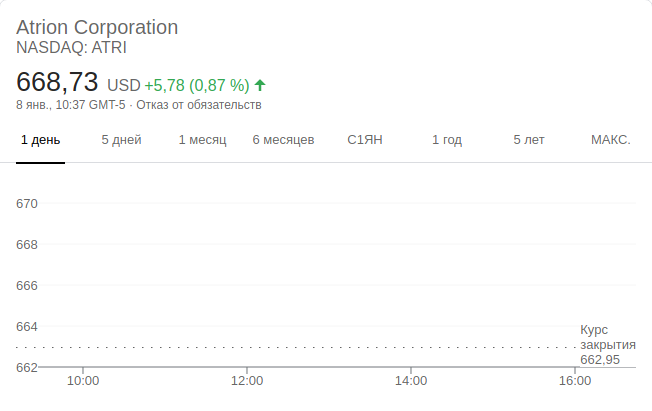 Atrion Corporation
NASDAQ: ATRI
668,73 USD +5,78 (0,87 %)
8 янв., 10:37 GMT-5 · Отказ от обязательств
1 день 5 дней 1 месяц 6 месяцев С1ЯН 1 год 5 лет МАКС.
670
668
666
664
Курс
закрытия
662,95
662
10:00 12:00 14:00 16:00